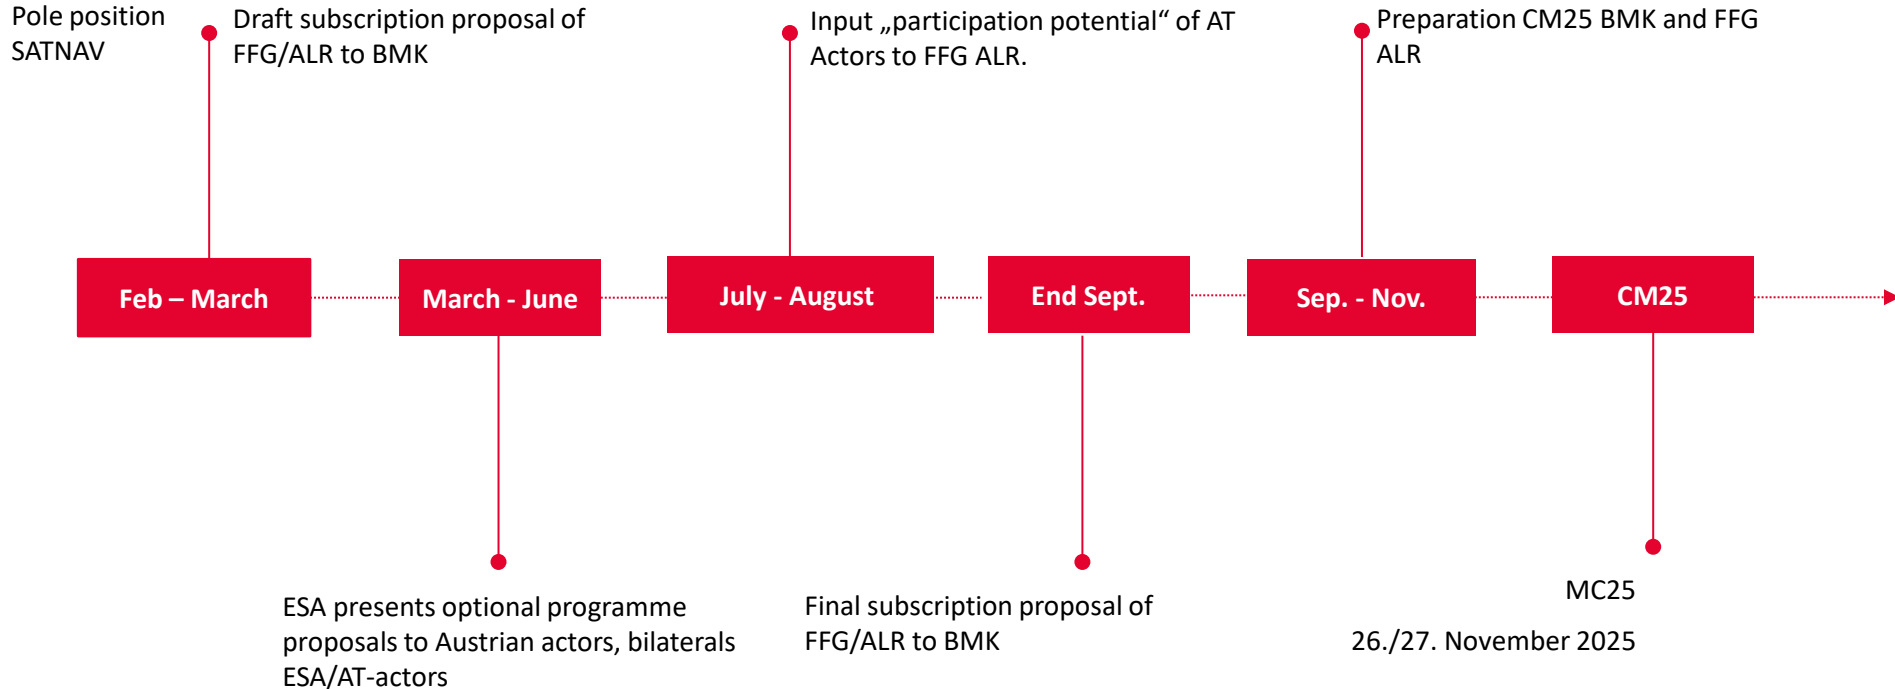 Pole position
SATNAV
Draft subscription proposal of
FFG/ALR to BMK
Input „participation potential“ of AT
Actors to FFG ALR.
Preparation CM25 BMK and FFG
ALR
Feb – March
March - June
July - August
End Sept.
Sep. - Nov.
CM25
ESA presents optional programme
proposals to Austrian actors, bilaterals
ESA/AT-actors
Final subscription proposal of
FFG/ALR to BMK
MC25
26./27. November 2025